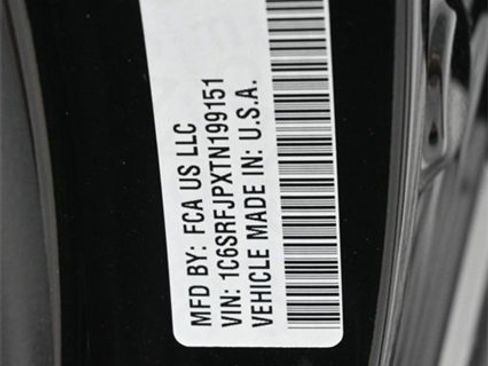 MFD BY: FCA US LLC
VIN: 1C6SRFJPXTN199151
VEHICLE MADE IN: U.S.A.